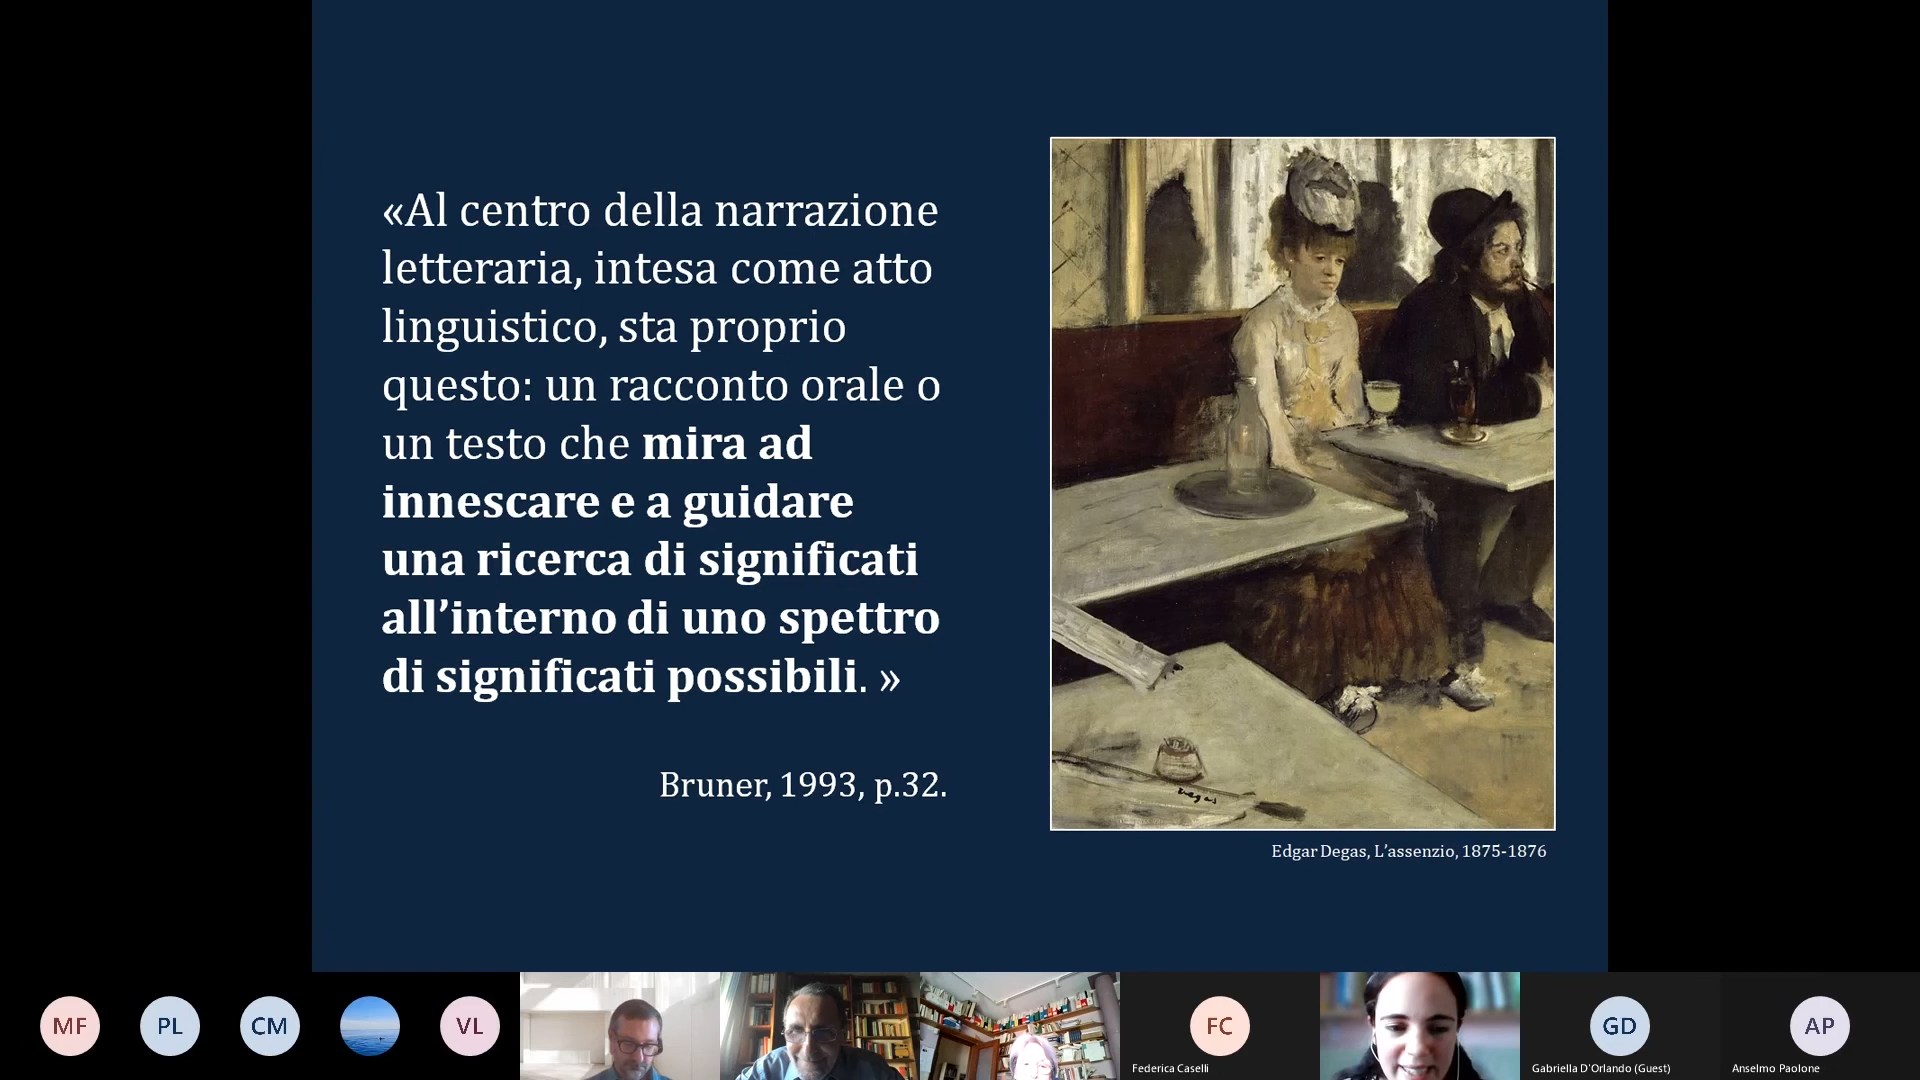 «Al centro della narrazione
letteraria, intesa come atto
linguistico, sta proprio
questo: un racconto orale o
un testo che mira ad
innescare e a guidare
una ricerca di significati
all’interno di uno spettro
di significati possibili. »
Bruner, 1993, p.32.
Degas
Edgar Degas, L’assenzio, 1875-1876
MF
PL
CM
VL
FC
Federica Caselli
GD
Gabriella D'Orlando (Guest)
AP
Anselmo Paolone